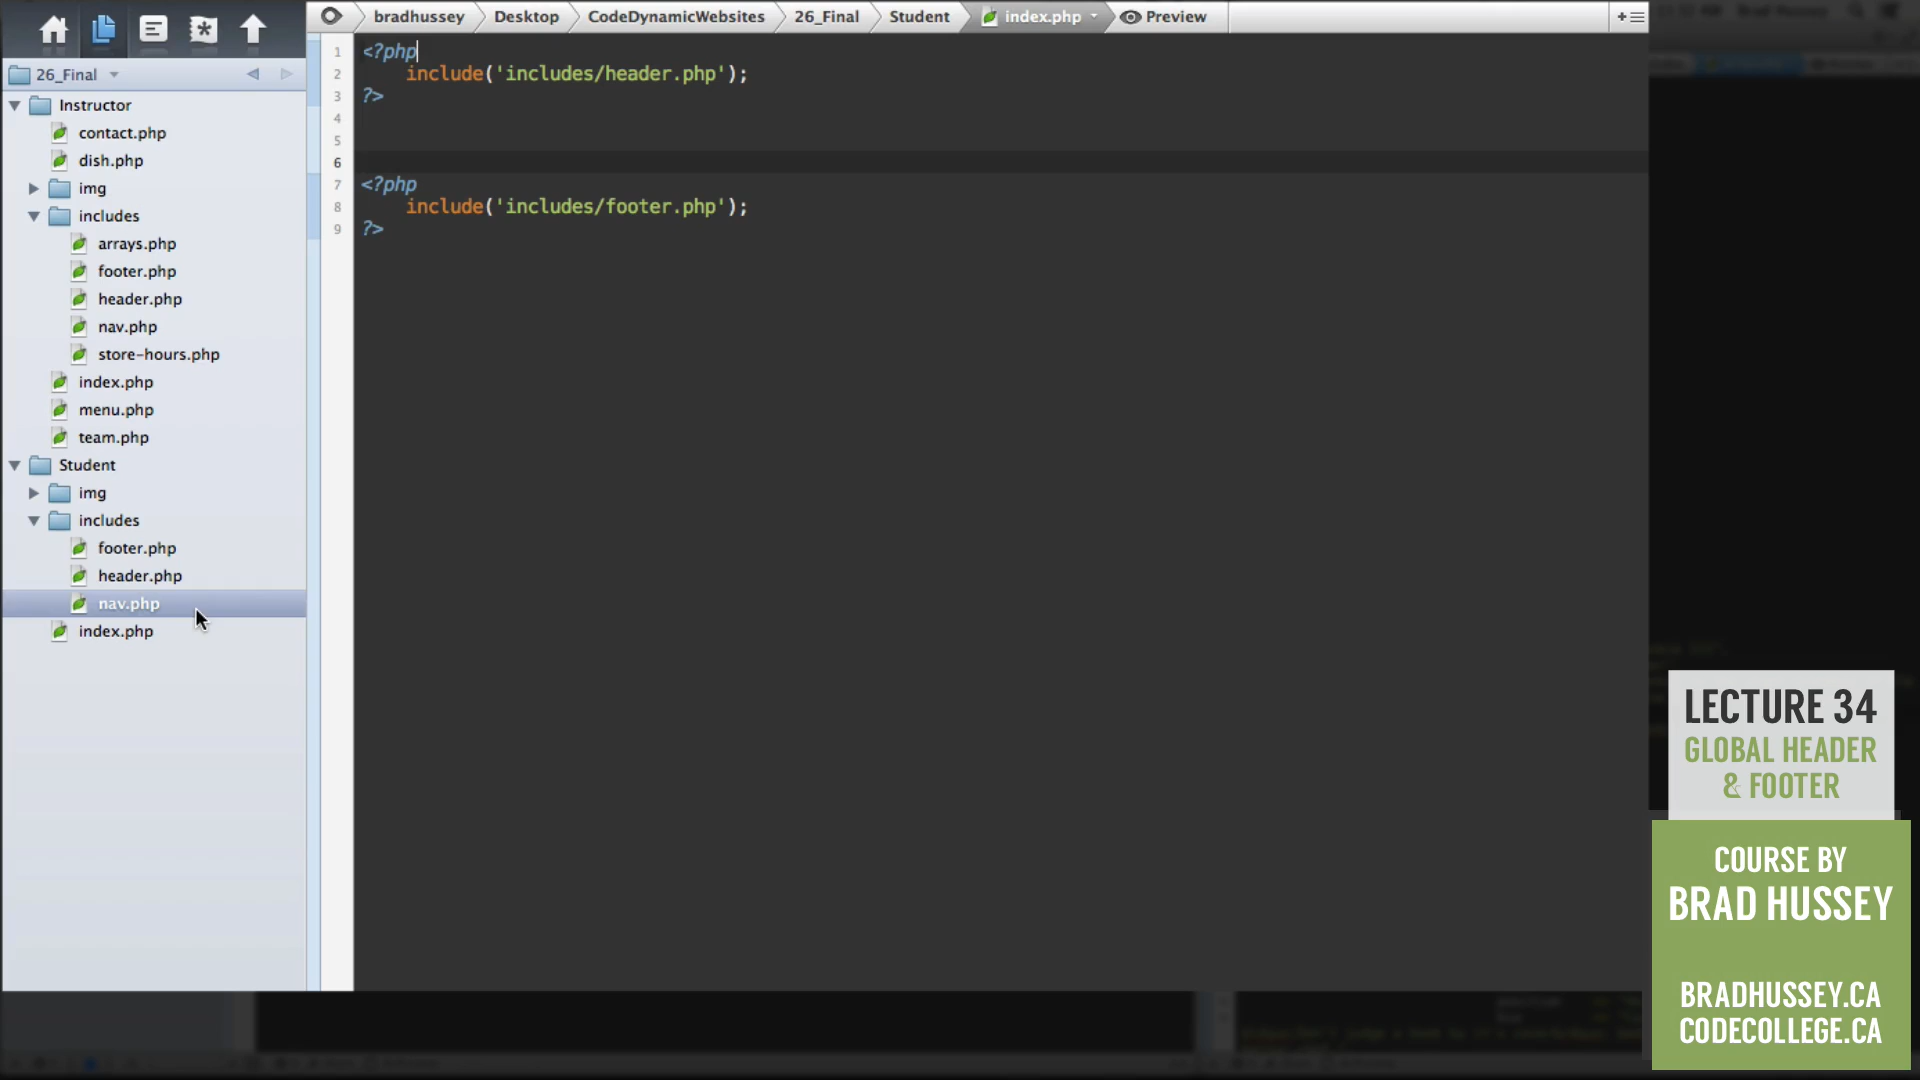 bradhussey Desktop CodeDynamicWebsites 26_Final Student index.php Preview
26_Final
Instructor
contact.php
dish.php
img
includes
arrays.php
footer.php
header.php
nav.php
store-hours.php
index.php
menu.php
team.php
Student
img
includes
footer.php
header.php
nav.php
index.php
1 <?php
2 include('includes/header.php');
3 ?>
4
5
6
7 <?php
8 include('includes/footer.php');
9 ?>
LECTURE 34
GLOBAL HEADER
& FOOTER
COURSE BY
BRAD HUSSEY
BRADHUSSEY.CA
CODECOLLEGE.CA